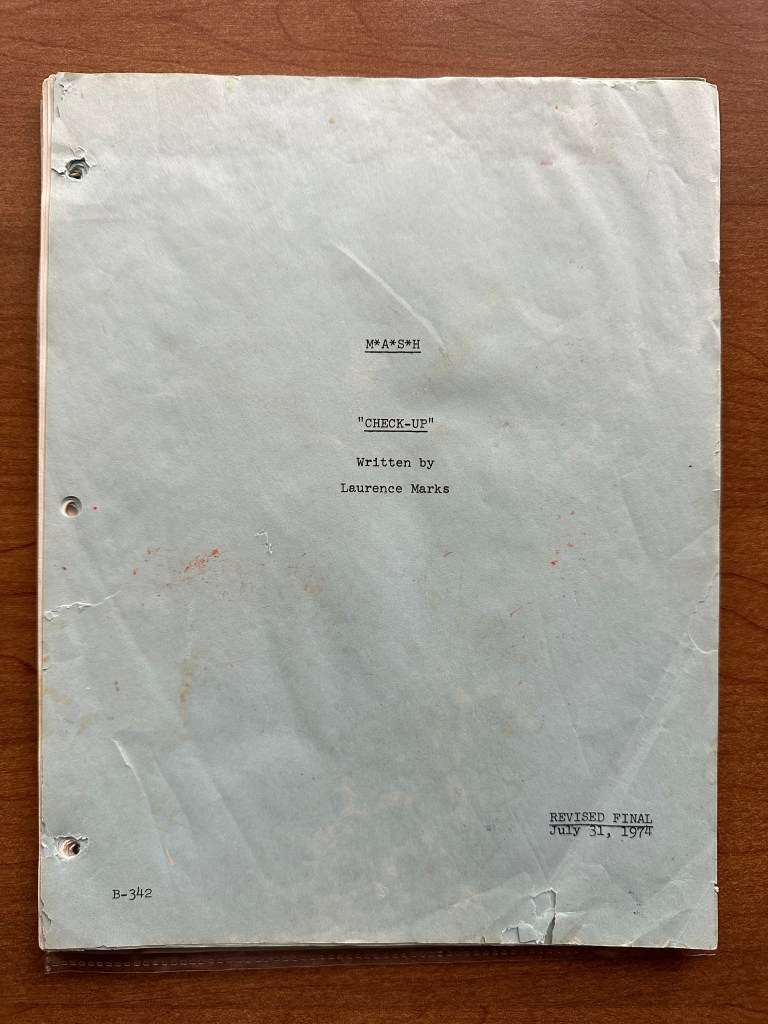 M*A*S*H
"CHECK-UP"
Written by
Laurence Marks
REVISED FINAL
July 31, 1974
B-342